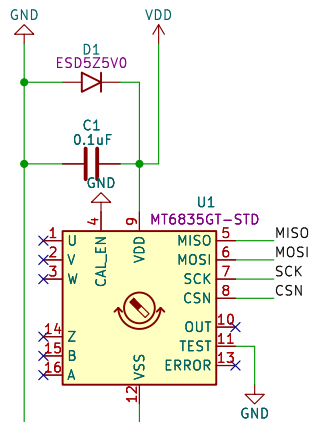 GND
VDD
D1
ESD5Z5V0
C1
0.1uF
GND
U1
MT6835GT-STD
4
9
1
U
2
V
3
W
14
Z
15
B
16
A
CAL_EN
VDD
VSS
12
MISO
5
MISO
MOSI
6
MOSI
SCK
7
SCK
CSN
8
CSN
OUT
10
TEST
11
ERROR
13
GND